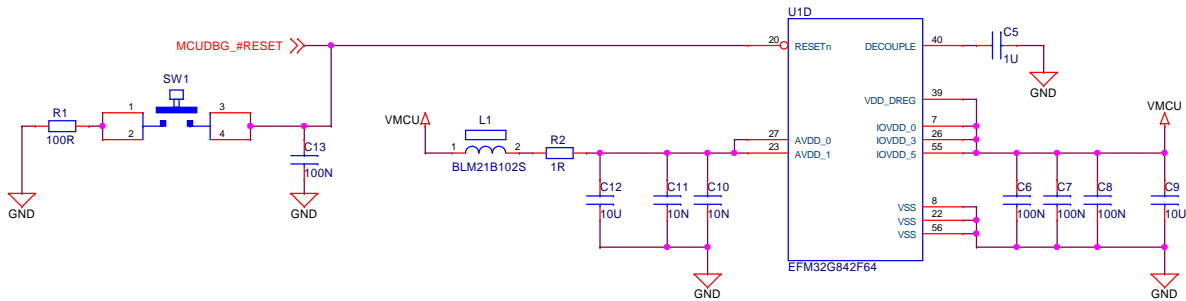 U1D
MCUDBG_#RESET
20
RESETn
DECOUPLE
40
C5
1U
GND
SW1
R1
100R
1
2
3
4
C13
100N
GND
GND
VMCU
L1
1
2
BLM21B102S
R2
1R
27
23
AVDD_0
AVDD_1
C12
10U
C11
10N
C10
10N
GND
VDD_DREG
39
IOVDD_0
7
IOVDD_3
26
IOVDD_5
55
VMCU
VSS
8
VSS
22
VSS
56
C6
100N
C7
100N
C8
100N
C9
10U
GND
EFM32G842F64